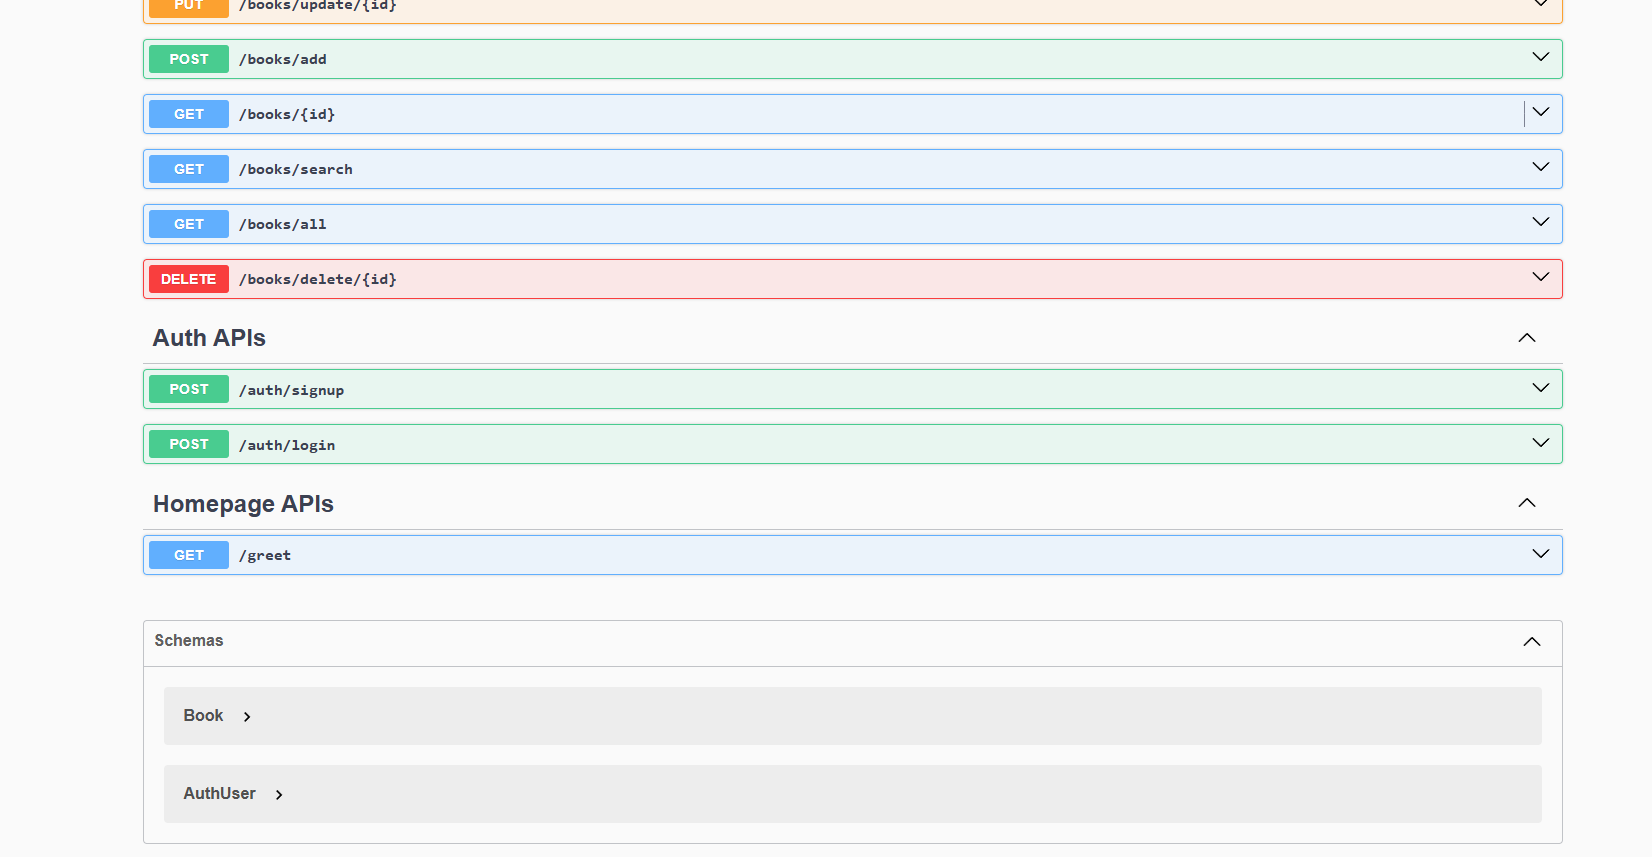 PUT /books/update/{id}
POST /books/add
GET /books/{id}
GET /books/search
GET /books/all
DELETE /books/delete/{id}
Auth APIs
POST /auth/signup
POST /auth/login
Homepage APIs
GET /greet
Schemas
Book
AuthUser